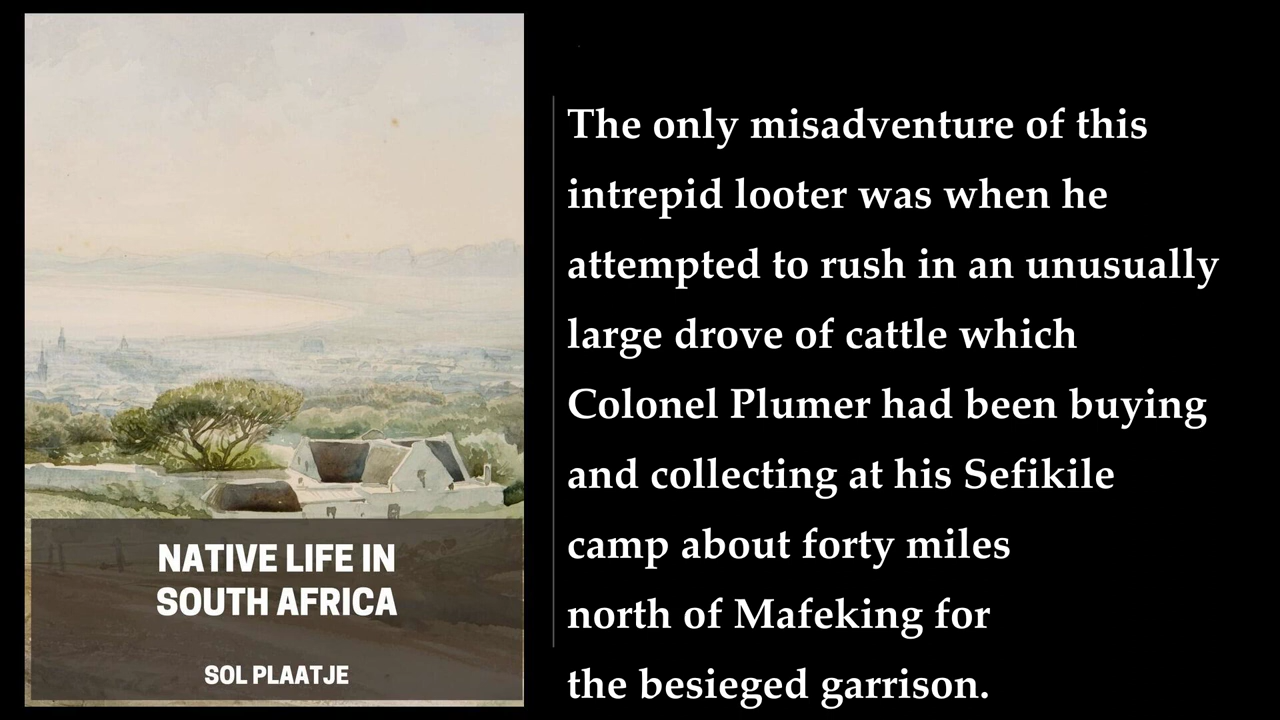 NATIVE LIFE IN
SOUTH AFRICA
SOL PLAATJE
The only misadventure of this
intrepid looter was when he
attempted to rush in an unusually
large drove of cattle which
Colonel Plumer had been buying
and collecting at his Sefikile
camp about forty miles
north of Mafeking for
the besieged garrison.